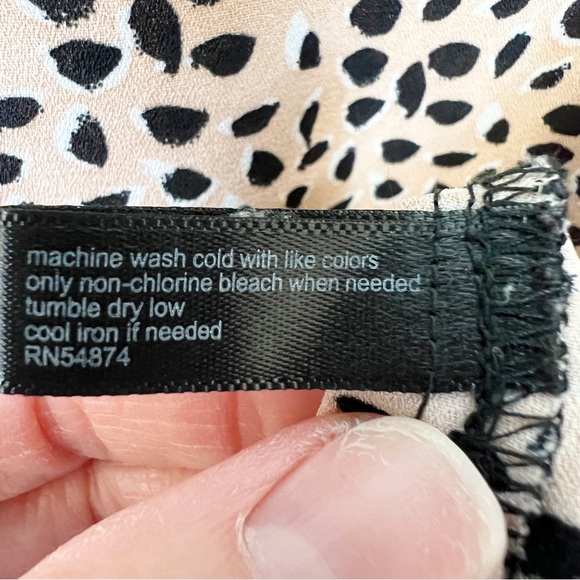 machine wash cold with like colors
only non-chlorine bleach when needed
tumble dry low
cool iron if needed
RN54874